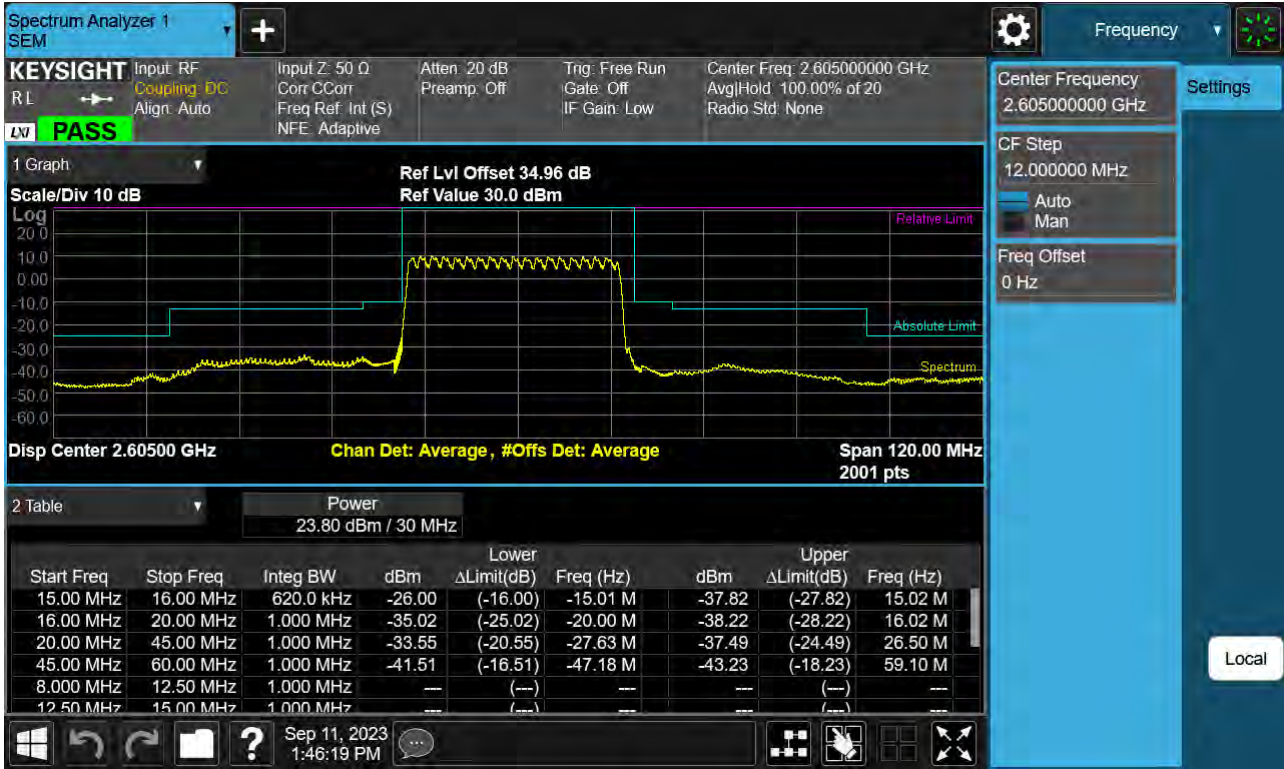 Spectrum Analyzer 1
SEM
+
Frequency
KEYSIGHT
R L
LXI PASS
Input: RF
Coupling: DC
Align: Auto
Input Z: 50 Ω
Corr CCorr
Freq Ref: Int (S)
NFE: Adaptive
Atten: 20 dB
Preamp: Off
Trig: Free Run
Gate: Off
IF Gain: Low
Center Freq: 2.605000000 GHz
Avg|Hold: 100.00% of 20
Radio Std: None
Center Frequency
2.605000000 GHz
Settings
CF Step
12.000000 MHz
Auto
Man
Freq Offset
0 Hz
Local
1 Graph
Scale/Div 10 dB
Ref Lvl Offset 34.96 dB
Ref Value 30.0 dBm
Log
20.0
10.0
0.00
-10.0
-20.0
-30.0
-40.0
-50.0
-60.0
Relative Limit
Absolute Limit
Spectrum
Disp Center 2.60500 GHz Chan Det: Average , #Offs Det: Average Span 120.00 MHz
2001 pts
2 Table
Power
23.80 dBm / 30 MHz
Lower Upper
Start Freq Stop Freq Integ BW dBm ΔLimit(dB) Freq (Hz) dBm ΔLimit(dB) Freq (Hz)
15.00 MHz 16.00 MHz 620.0 kHz -26.00 (-16.00) -15.01 M -37.82 (-27.82) 15.02 M
16.00 MHz 20.00 MHz 1.000 MHz -35.02 (-25.02) -20.00 M -38.22 (-28.22) 16.02 M
20.00 MHz 45.00 MHz 1.000 MHz -33.55 (-20.55) -27.63 M -37.49 (-24.49) 26.50 M
45.00 MHz 60.00 MHz 1.000 MHz -41.51 (-16.51) -47.18 M -43.23 (-18.23) 59.10 M
8.000 MHz 12.50 MHz 1.000 MHz --- (---) --- --- (---) ---
12.50 MHz 15.00 MHz 1.000 MHz --- (---) --- --- (---) ---
?
Sep 11, 2023
1:46:19 PM